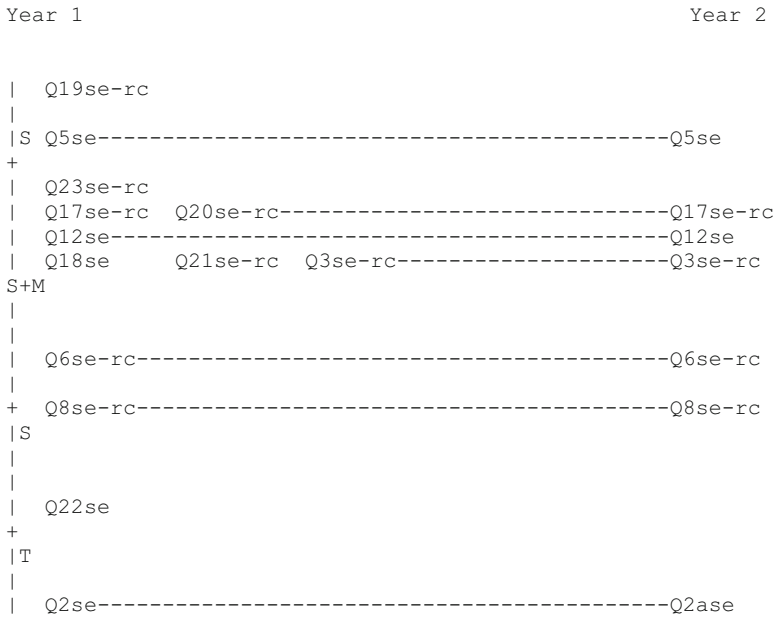 Year 1                                               Year 2
|  Q19se-rc
|
|S Q5se--------------------------------------------Q5se
+
|  Q23se-rc
|  Q17se-rc  Q20se-rc------------------------------Q17se-rc
|  Q12se-------------------------------------------Q12se
|  Q18se     Q21se-rc  Q3se-rc---------------------Q3se-rc
S+M
|
|
|  Q6se-rc-----------------------------------------Q6se-rc
|
+  Q8se-rc-----------------------------------------Q8se-rc
|S
|
|
|  Q22se
+
|T
|
|  Q2se--------------------------------------------Q2ase